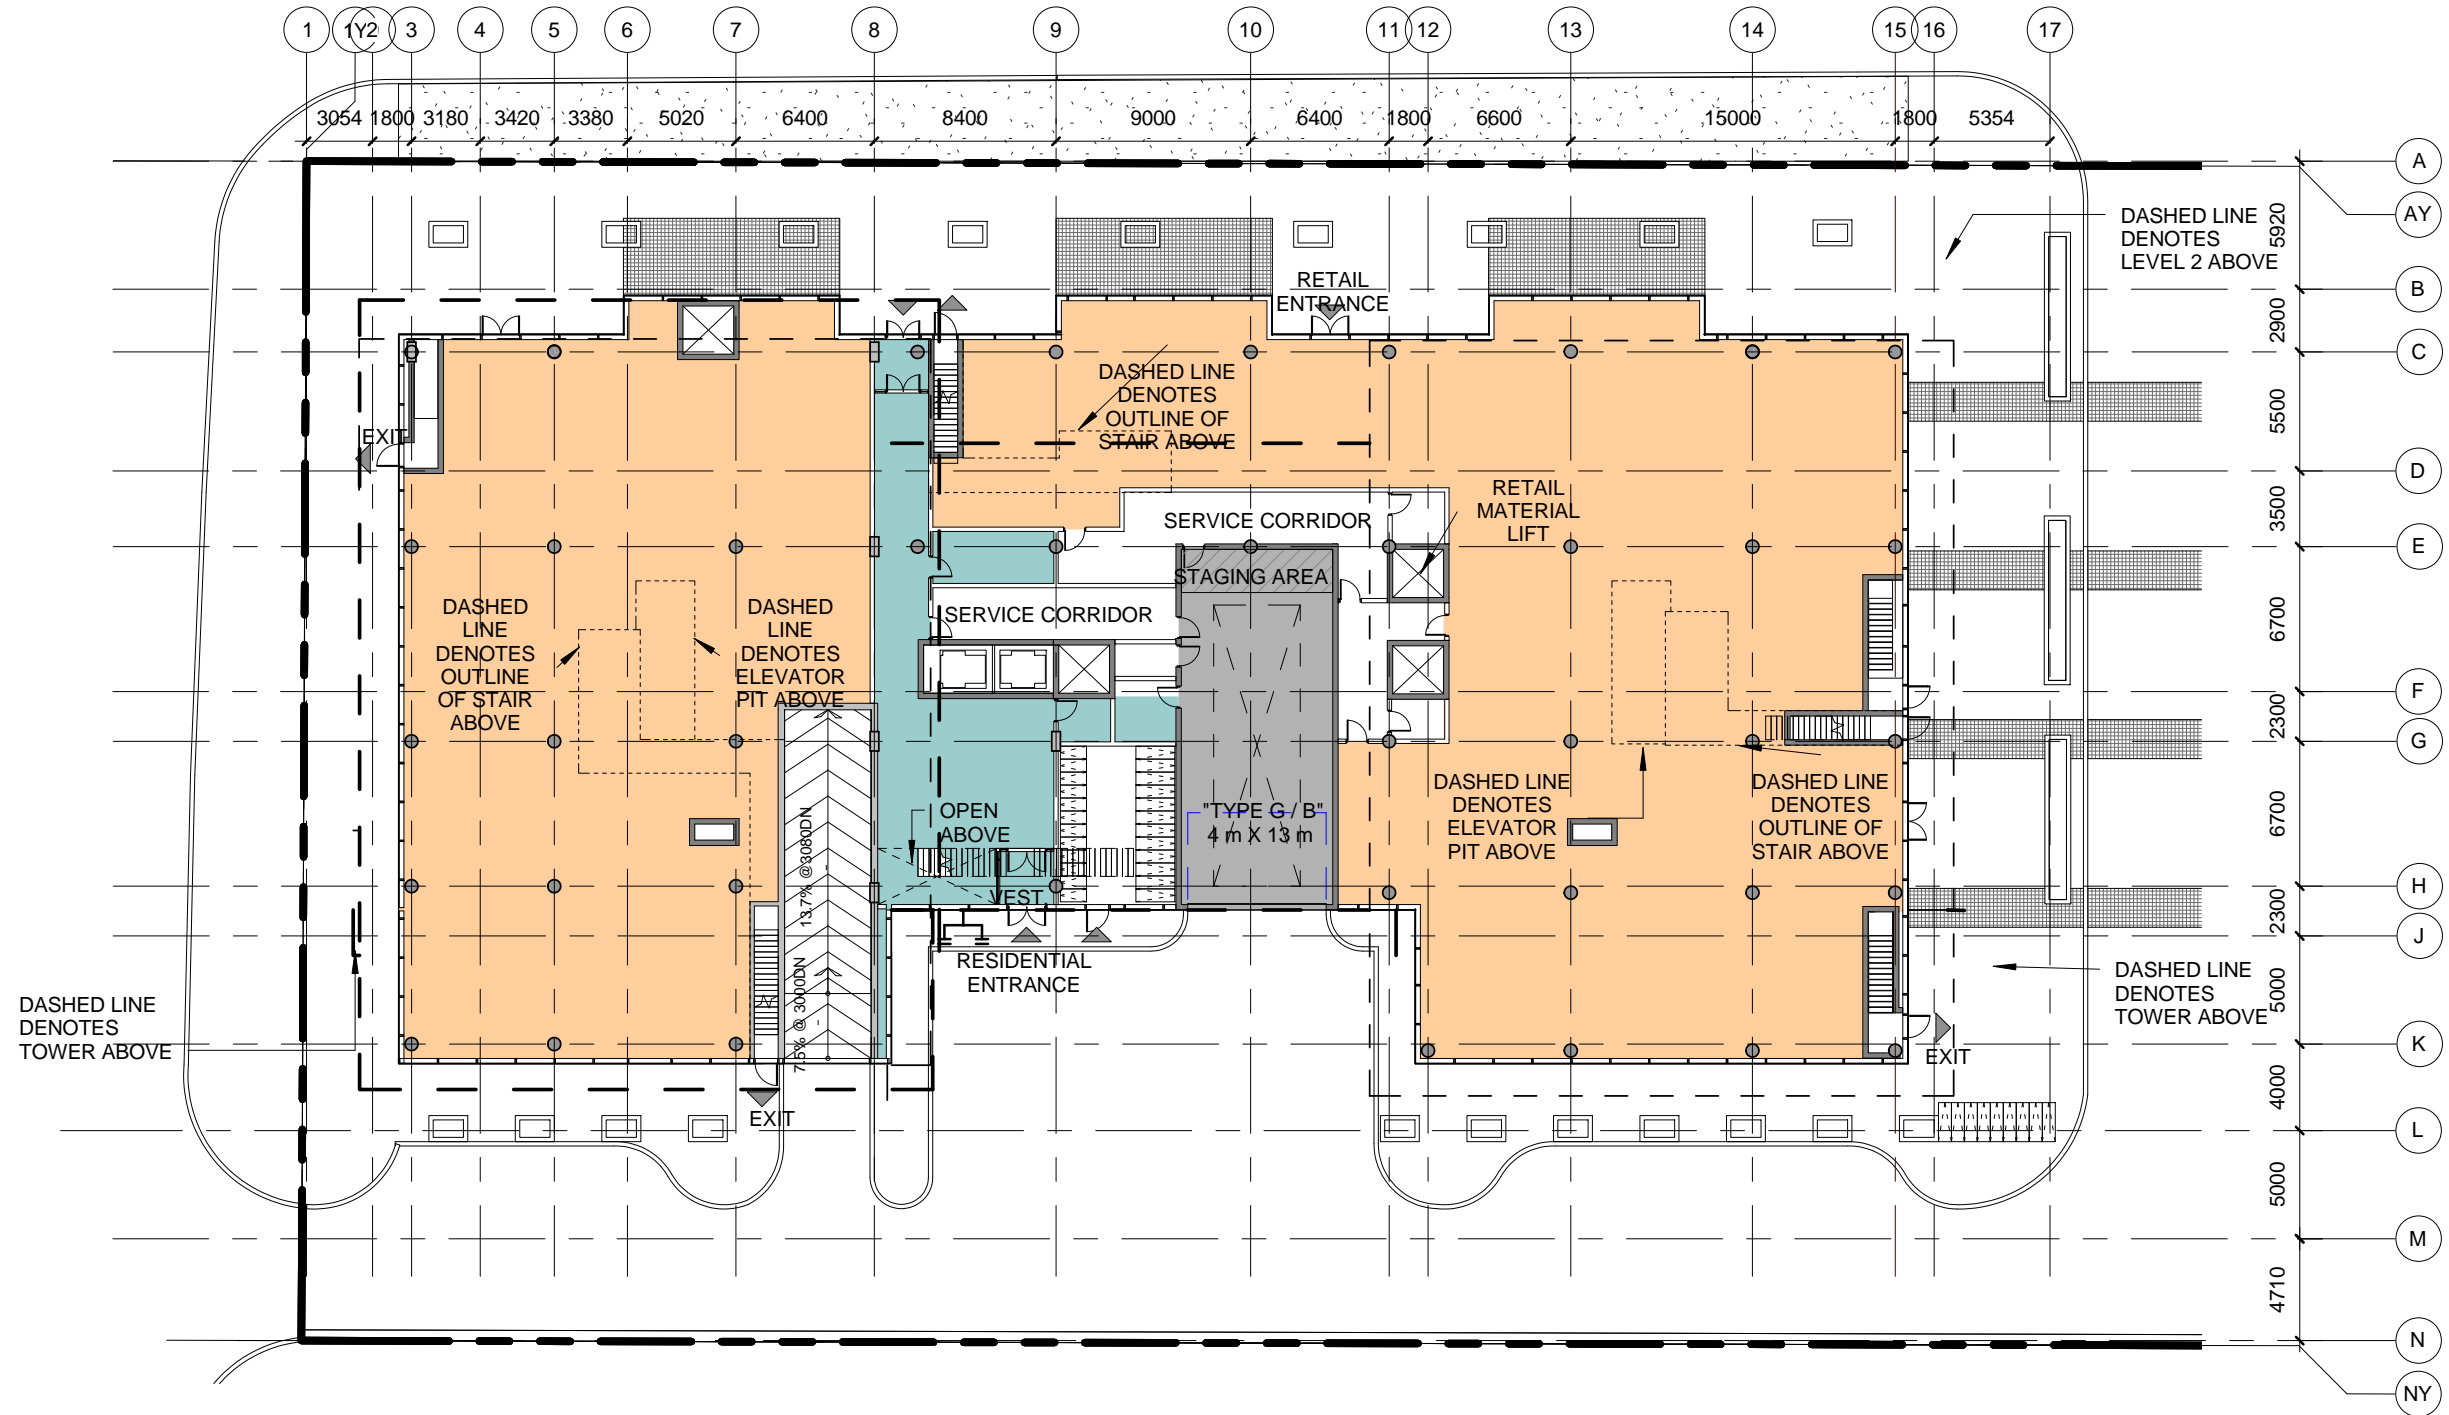 1
1Y
2
3
4
5
6
7
8
9
10
11
12
13
14
15
16
17
3054
1800
3180
3420
3380
5020
6400
8400
9000
6400
1800
6600
15000
1800
5354
A
AY
B
C
D
E
F
G
H
J
K
L
M
N
NY
5920
2900
5500
3500
6700
2300
6700
2300
5000
4000
5000
4710
DASHED LINE
DENOTES
LEVEL 2 ABOVE
RETAIL
ENTRANCE
DASHED LINE
DENOTES
OUTLINE OF
STAIR ABOVE
EXIT
RETAIL
MATERIAL
LIFT
SERVICE CORRIDOR
STAGING AREA
SERVICE CORRIDOR
DASHED
LINE
DENOTES
OUTLINE
OF STAIR
ABOVE
DASHED
LINE
DENOTES
ELEVATOR
PIT ABOVE
OPEN
ABOVE
"TYPE G / B"
4 m X 13 m
DASHED LINE
DENOTES
ELEVATOR
PIT ABOVE
DASHED LINE
DENOTES
OUTLINE OF
STAIR ABOVE
13.7% @3080DN
7.5% @ 3000DN
VEST.
RESIDENTIAL
ENTRANCE
DASHED LINE
DENOTES
TOWER ABOVE
DASHED LINE
DENOTES
TOWER ABOVE
EXIT
EXIT